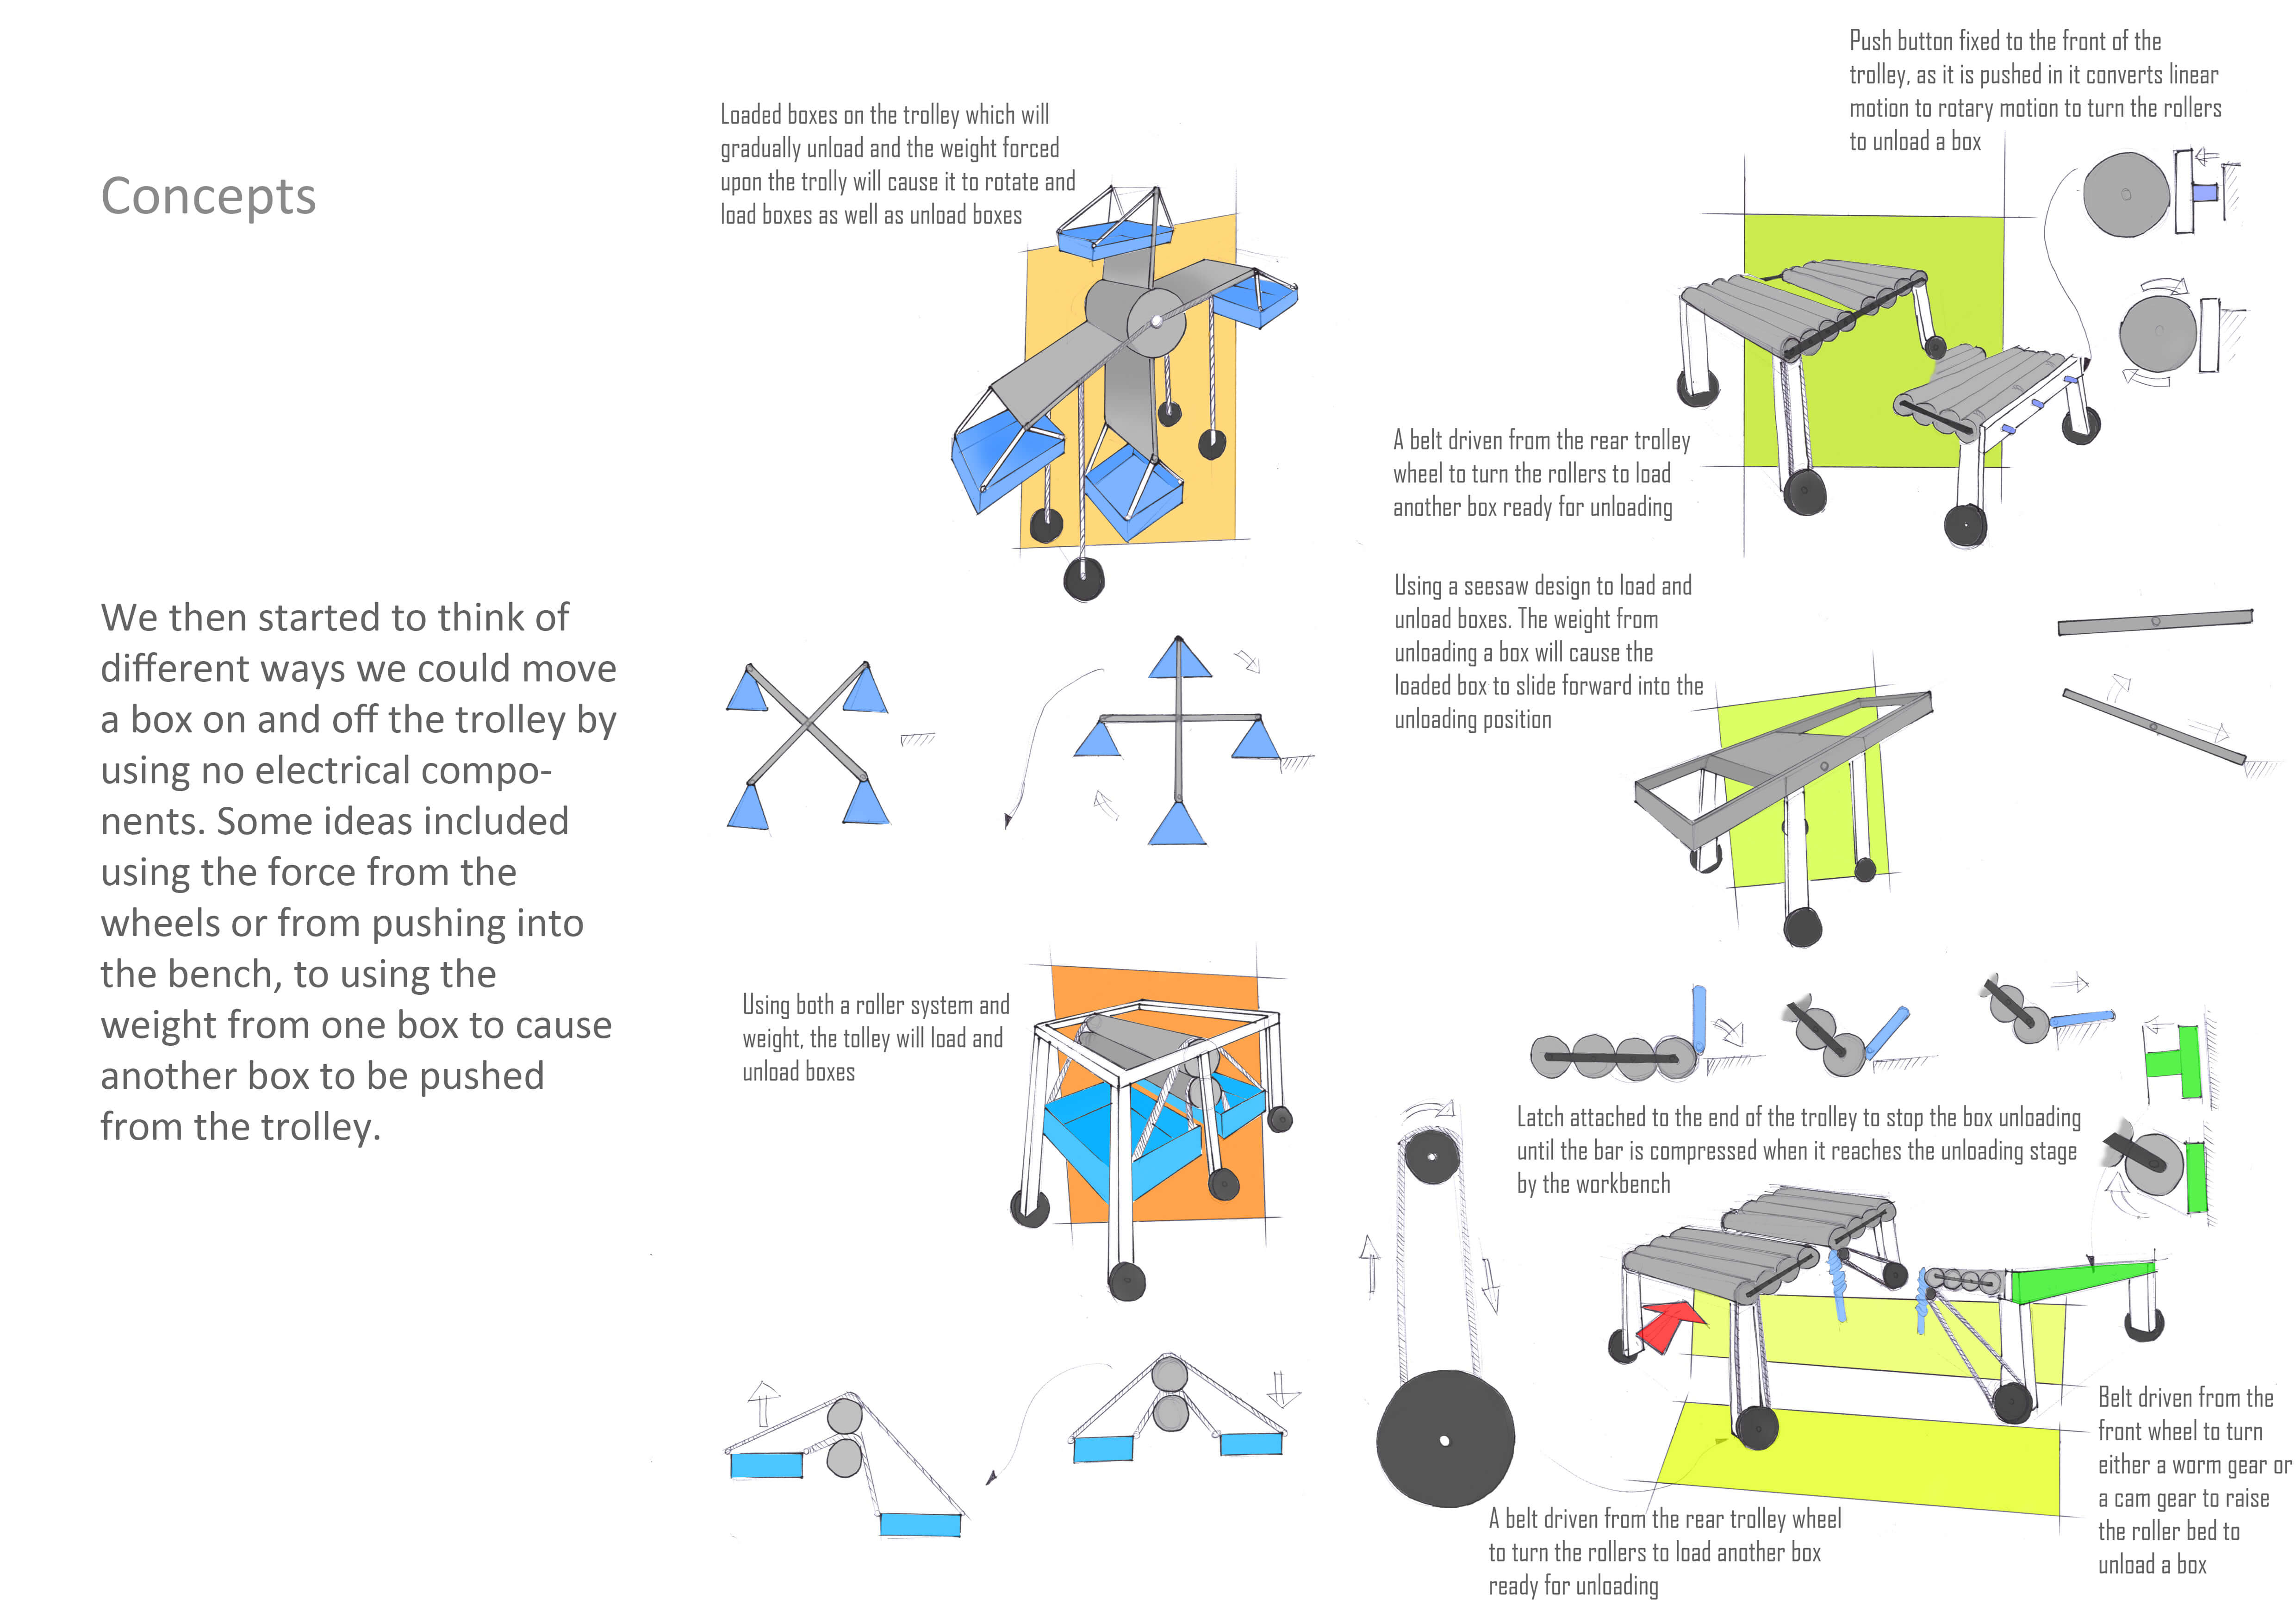 Concepts
We then started to think of
different ways we could move
a box on and off the trolley by
using no electrical compo-
nents. Some ideas included
using the force from the
wheels or from pushing into
the bench, to using the
weight from one box to cause
another box to be pushed
from the trolley.
Loaded boxes on the trolley which will
gradually unload and the weight forced
upon the trolly will cause it to rotate and
load boxes as well as unload boxes
Using both a roller system and
weight, the tolley will load and
unload boxes
Push button fixed to the front of the
trolley, as it is pushed in it converts linear
motion to rotary motion to turn the rollers
to unload a box
A belt driven from the rear trolley
wheel to turn the rollers to load
another box ready for unloading
Using a seesaw design to load and
unload boxes. The weight from
unloading a box will cause the
loaded box to slide forward into the
unloading position
Latch attached to the end of the trolley to stop the box unloading
until the bar is compressed when it reaches the unloading stage
by the workbench
A belt driven from the rear trolley wheel
to turn the rollers to load another box
ready for unloading
Belt driven from the
front wheel to turn
either a worm gear or
a cam gear to raise
the roller bed to
unload a box